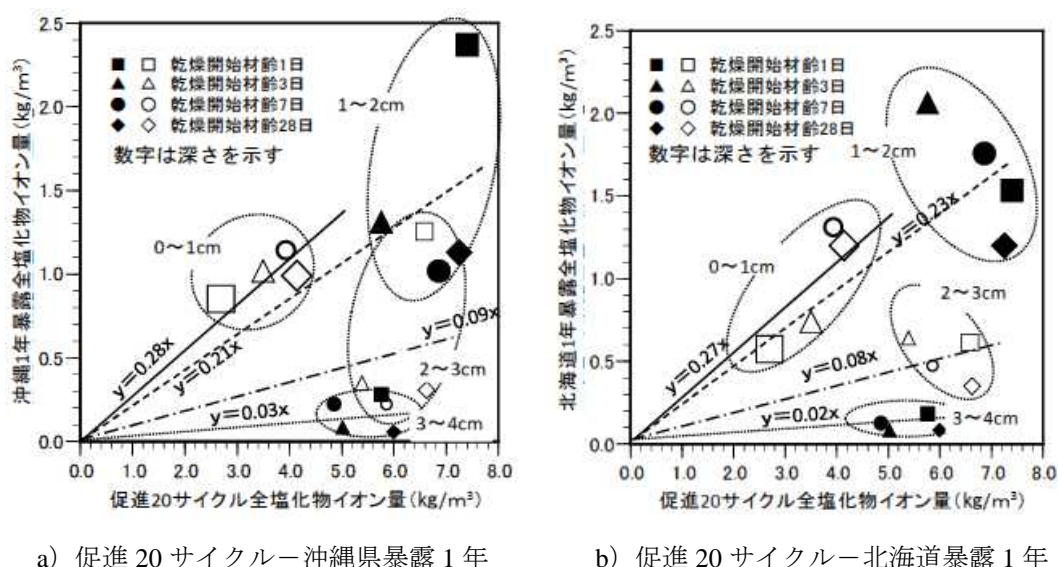 沖縄1年暴露全塩化物イオン量(kg/m³)
2.5
2.0
1.5
1.0
0.5
0.0
■ □ 乾燥開始材齢1日
▲ △ 乾燥開始材齢3日
● ○ 乾燥開始材齢7日
◆ ◇ 乾燥開始材齢28日
数字は深さを示す
1～2cm
0～1cm
y=0.28x
y=0.21x
y=0.09x
2～3cm
y=0.03x
3～4cm
0.0 1.0 2.0 3.0 4.0 5.0 6.0 7.0 8.0
促進20サイクル全塩化物イオン量(kg/m³)
a）促進 20 サイクル－沖縄県暴露 1 年
北海道1年暴露全塩化物イオン量(kg/m³)
2.5
2.0
1.5
1.0
0.5
0.0
■ □ 乾燥開始材齢1日
▲ △ 乾燥開始材齢3日
● ○ 乾燥開始材齢7日
◆ ◇ 乾燥開始材齢28日
数字は深さを示す
1～2cm
0～1cm
y=0.23x
y=0.27x
2～3cm
y=0.08x
y=0.02x
3～4cm
0.0 1.0 2.0 3.0 4.0 5.0 6.0 7.0 8.0
促進20サイクル全塩化物イオン量(kg/m³)
b）促進 20 サイクル－北海道暴露 1 年